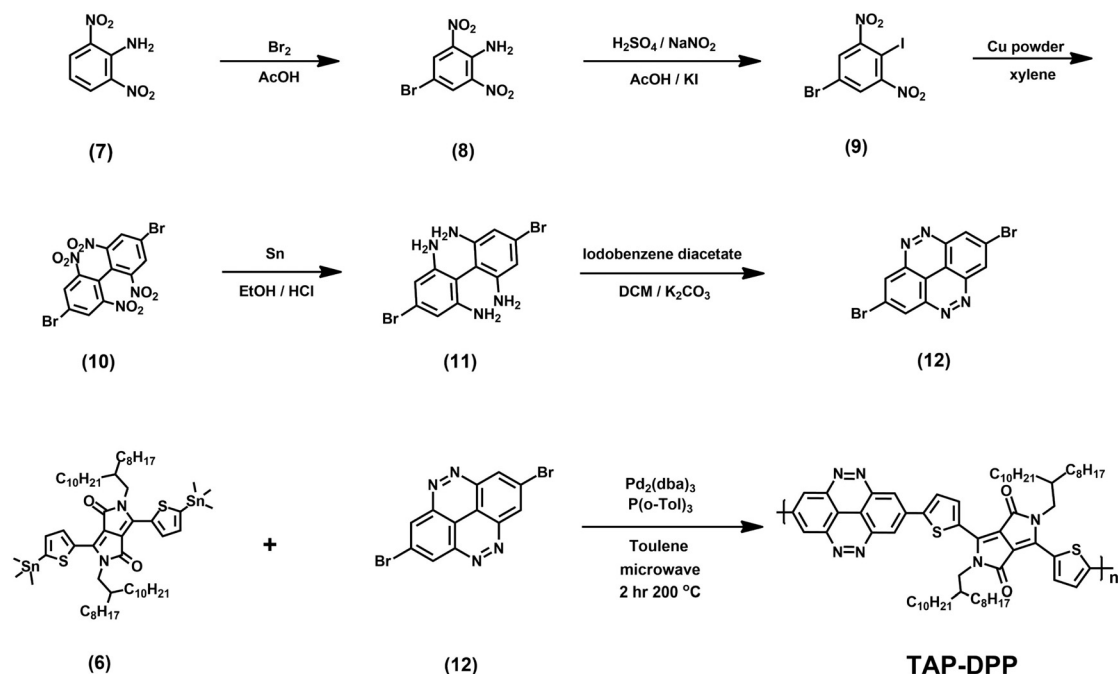 NO2
NH2
NO2
(7)
Br2
AcOH
NO2
NH2
Br
NO2
(8)
H2SO4 / NaNO2
AcOH / KI
NO2
I
Br
NO2
(9)
Cu powder
xylene
Br
O2N
NO2
NO2
NO2
Br
(10)
Sn
EtOH / HCl
Br
H2N
NH2
NH2
NH2
Br
(11)
Iodobenzene diacetate
DCM / K2CO3
N=N
Br
Br
N=N
(12)
C8H17
C10H21
O
N
S
Sn
Sn
S
N
O
C10H21
C8H17
(6)
+
N=N
Br
Br
N=N
(12)
Pd2(dba)3
P(o-Tol)3
Toulene
microwave
2 hr 200 °C
C10H21
C8H17
N=N
S
O
N
S
N=N
N
O
n
C10H21
C8H17
TAP-DPP